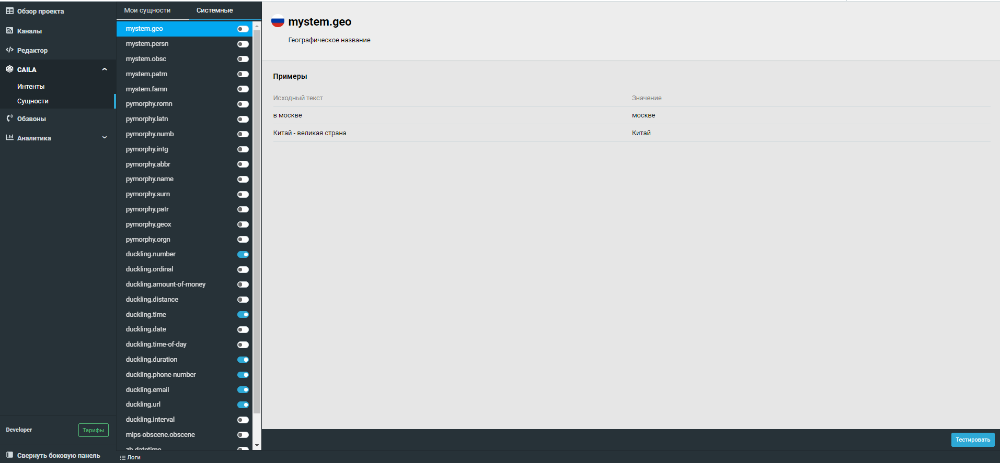 Обзор проекта
Каналы
Редактор
CAILA
Интенты
Сущности
Обзвоны
Аналитика
Developer
Тарифы
Свернуть боковую панель
Мои сущности
Системные
mystem.geo
mystem.persn
mystem.obsc
mystem.patrn
mystem.famn
pymorphy.romn
pymorphy.latn
pymorphy.numb
pymorphy.intg
pymorphy.abbr
pymorphy.name
pymorphy.surn
pymorphy.patr
pymorphy.geox
pymorphy.orgn
duckling.number
duckling.ordinal
duckling.amount-of-money
duckling.distance
duckling.time
duckling.date
duckling.time-of-day
duckling.duration
duckling.phone-number
duckling.email
duckling.url
duckling.interval
mlps-obscene.obscene
zb.datetime
Логи
mystem.geo
Географическое название
Примеры
Исходный текст Значение
в москве москве
Китай - великая страна Китай
Тестировать